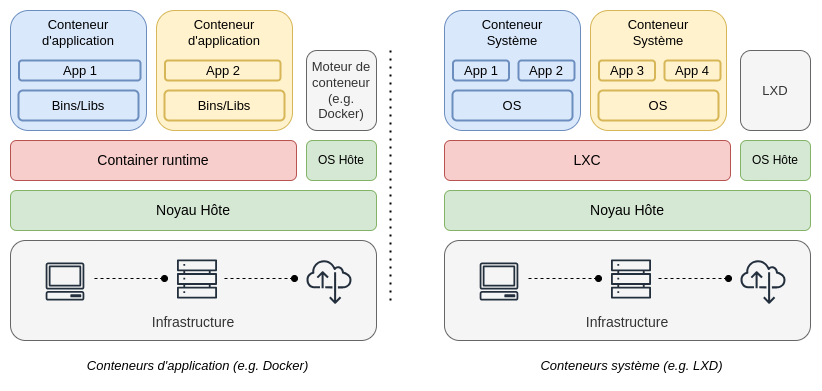 Conteneur
d'application
App 1
Bins/Libs
Conteneur
d'application
App 2
Bins/Libs
Moteur de
conteneur
(e.g.
Docker)
Container runtime
OS Hôte
Noyau Hôte
Infrastructure
Conteneurs d'application (e.g. Docker)
Conteneur
Système
App 1
App 2
OS
Conteneur
Système
App 3
App 4
OS
LXD
LXC
OS Hôte
Noyau Hôte
Infrastructure
Conteneurs système (e.g. LXD)